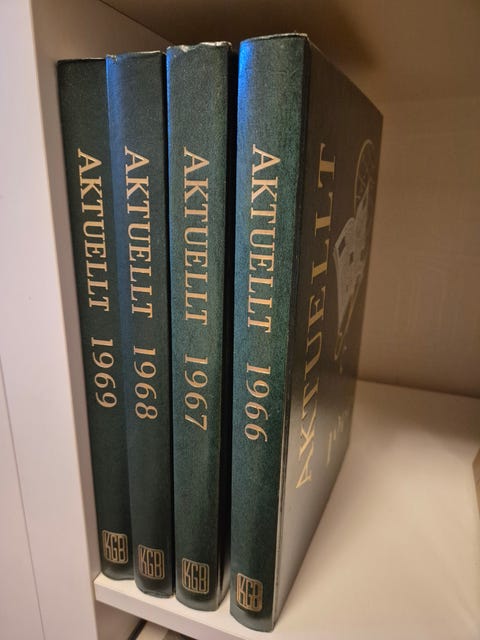 AKTUELLT 1969
KGB
AKTUELLT 1968
KGB
AKTUELLT 1967
KGB
AKTUELLT 1966
KGB
AKTUELLT